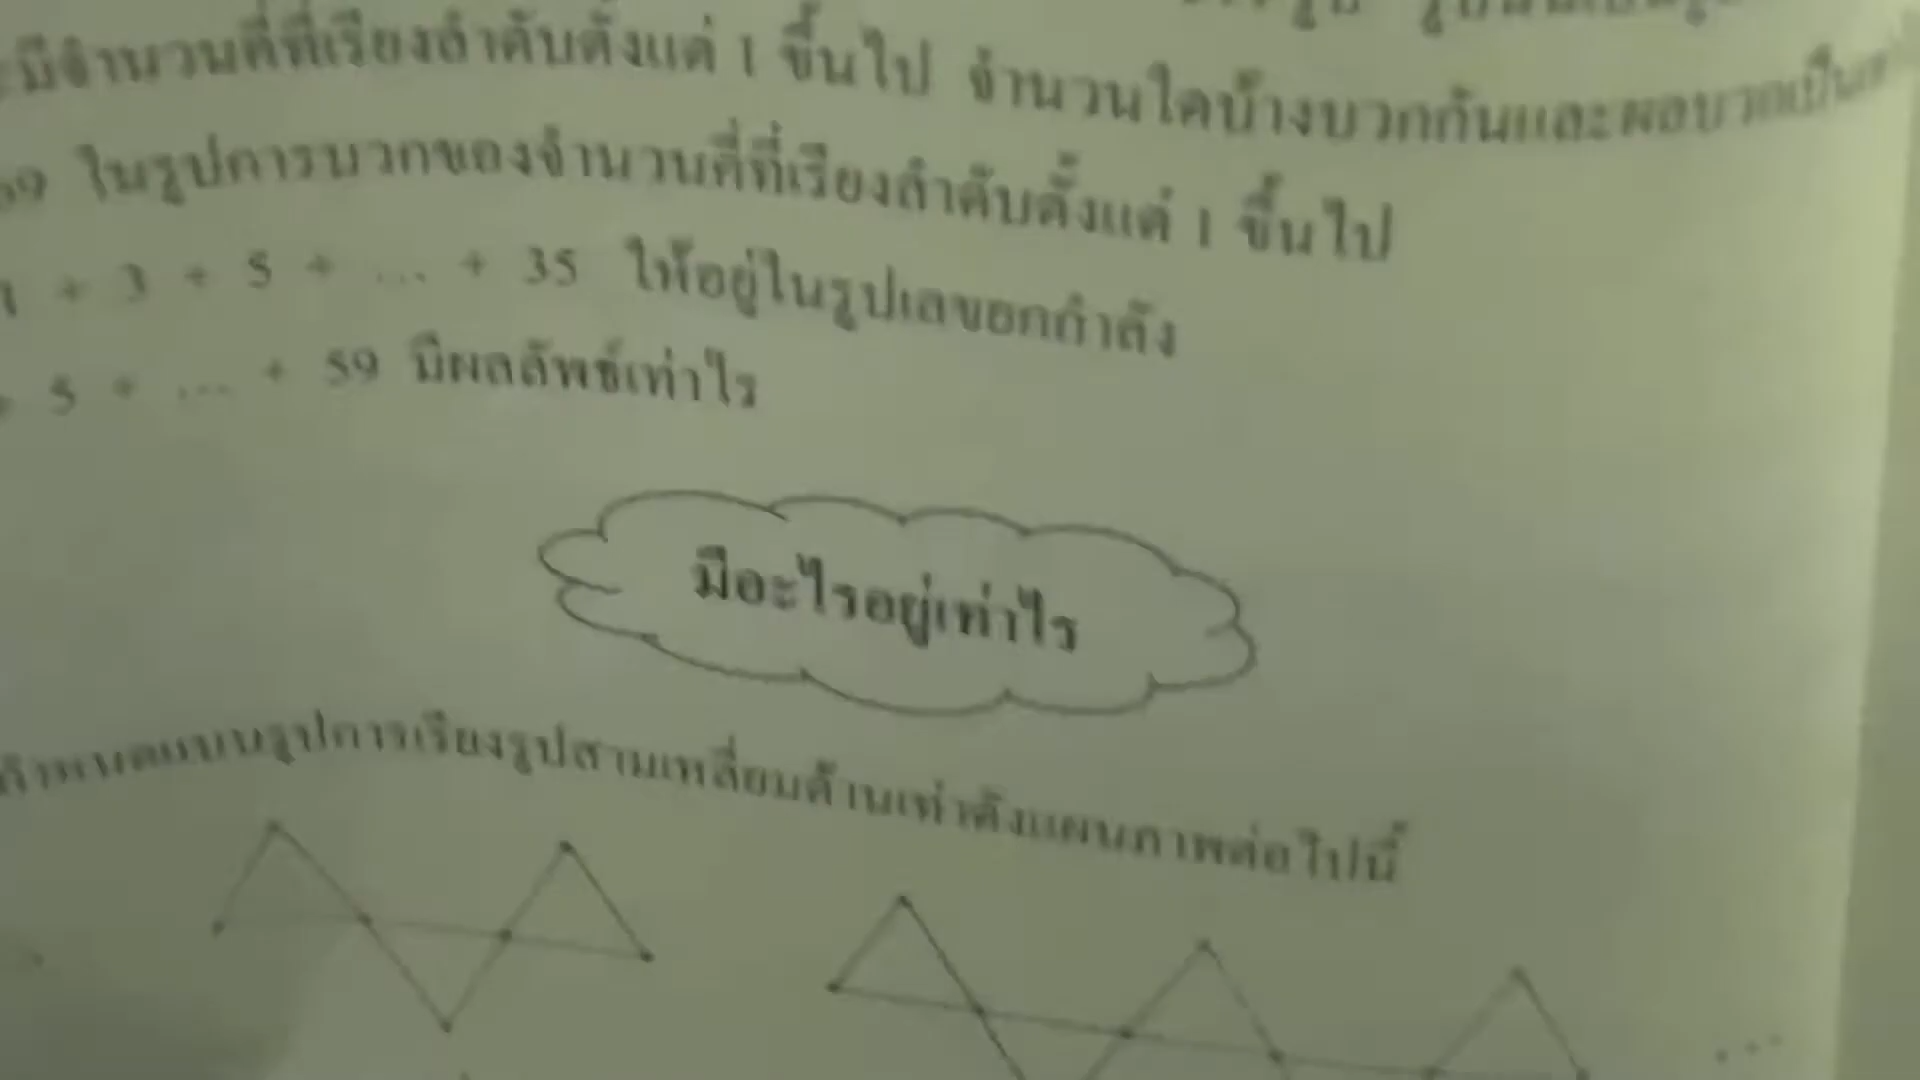 มีจำนวนคี่ที่เรียงลำดับตั้งแต่ 1 ขึ้นไป จำนวนใดบ้างบวกกันและผลบวกเป็น
ในรูปการบวกของจำนวนคี่ที่เรียงลำดับตั้งแต่ 1 ขึ้นไป
1 + 3 + 5 + ... + 35 ให้อยู่ในรูปเลขยกกำลัง
+ 5 + ... + 59 มีผลลัพธ์เท่าไร
มีอะไรอยู่เท่าไร
กำหนดแบบรูปการเรียงรูปสามเหลี่ยมด้านเท่าดังแผนภาพต่อไปนี้
...